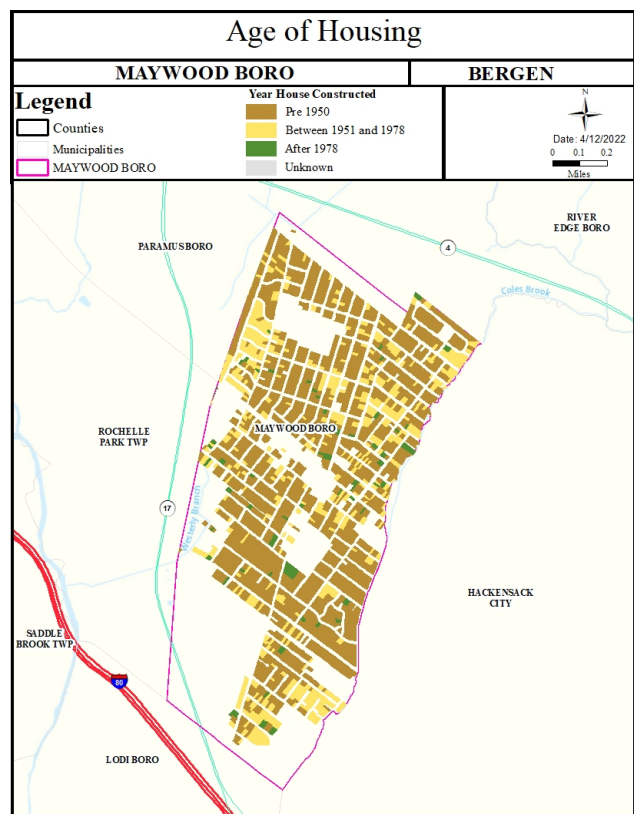 Age of Housing
MAYWOOD BORO
BERGEN
Legend
Counties
Municipalities
MAYWOOD BORO
Year House Constructed
Pre 1950
Between 1951 and 1978
After 1978
Unknown
N
Date: 4/12/2022
0 0.1 0.2
Miles
RIVER
EDGE BORO
PARAMUS BORO
4
Coles Brook
ROCHELLE
PARK TWP
MAYWOOD BORO
17
Westerly Branch
HACKENSACK
CITY
SADDLE
BROOK TWP
80
LODI BORO